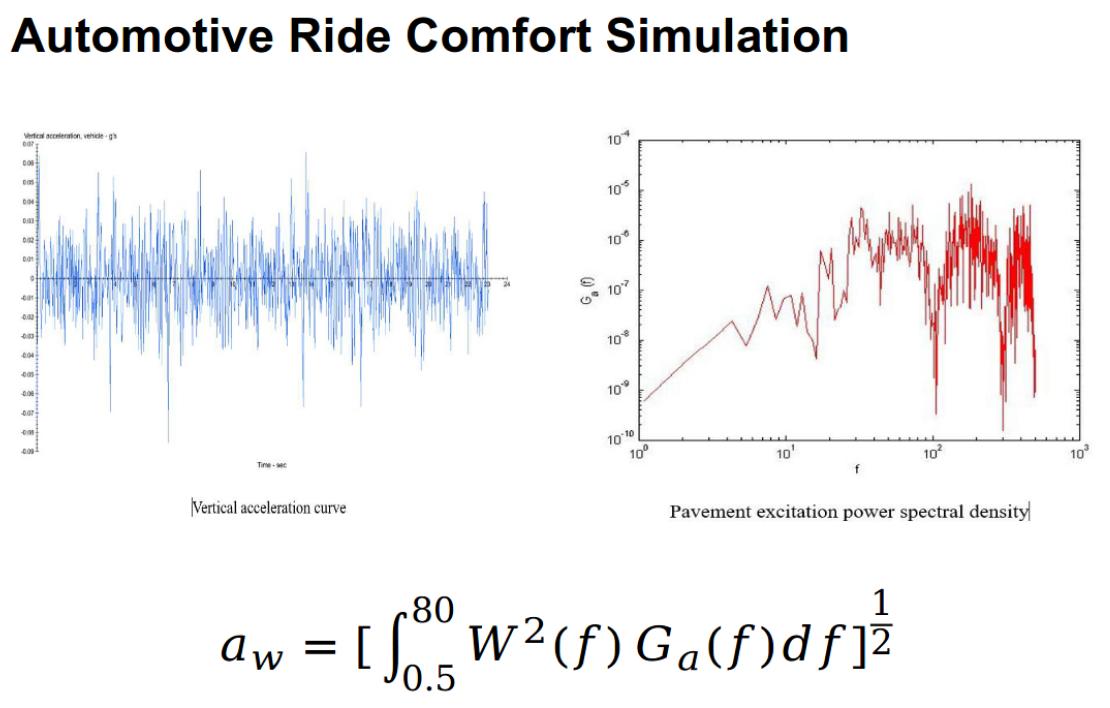 Automotive Ride Comfort Simulation
Vertical acceleration, vehicle - g's
0.07
0.06
0.05
0.04
0.03
0.02
0.01
0
-0.01
-0.02
-0.03
-0.04
-0.05
-0.06
-0.07
-0.08
-0.09
22 23 24
Time - sec
Vertical acceleration curve
10^-4
10^-5
10^-6
10^-7
10^-8
10^-9
10^-10
G_a (f)
10^0 10^1 10^2 10^3
f
Pavement excitation power spectral density
a_w = [∫_0.5^80 W^2(f) G_a(f)df]^(1/2)